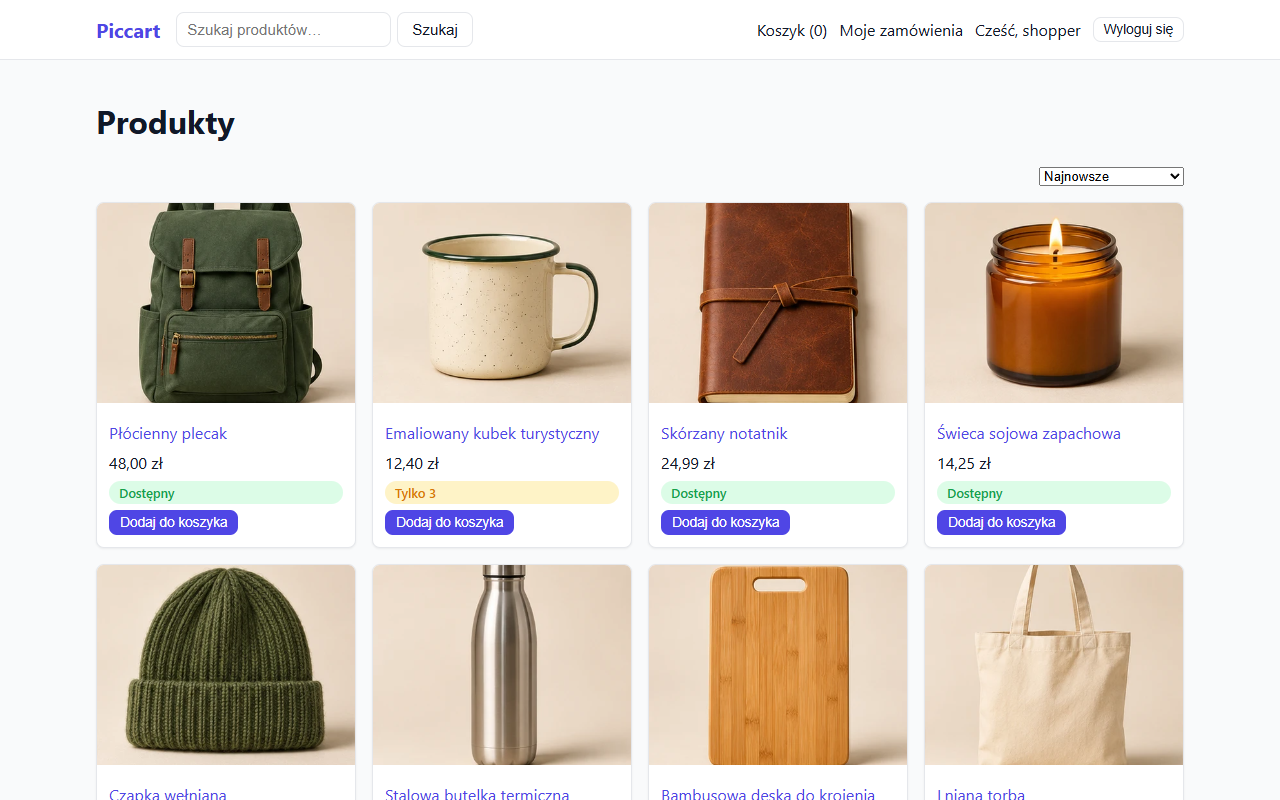 Piccart
Szukaj produktów…
Szukaj
Koszyk (0)
Moje zamówienia
Cześć, shopper
Wyloguj się
Produkty
Najnowsze
Płócienny plecak
48,00 zł
Dostępny
Dodaj do koszyka
Emaliowany kubek turystyczny
12,40 zł
Tylko 3
Dodaj do koszyka
Skórzany notatnik
24,99 zł
Dostępny
Dodaj do koszyka
Świeca sojowa zapachowa
14,25 zł
Dostępny
Dodaj do koszyka
Czapka wełniana
Stalowa butelka termiczna
Bambusowa deska do krojenia
Lniana torba